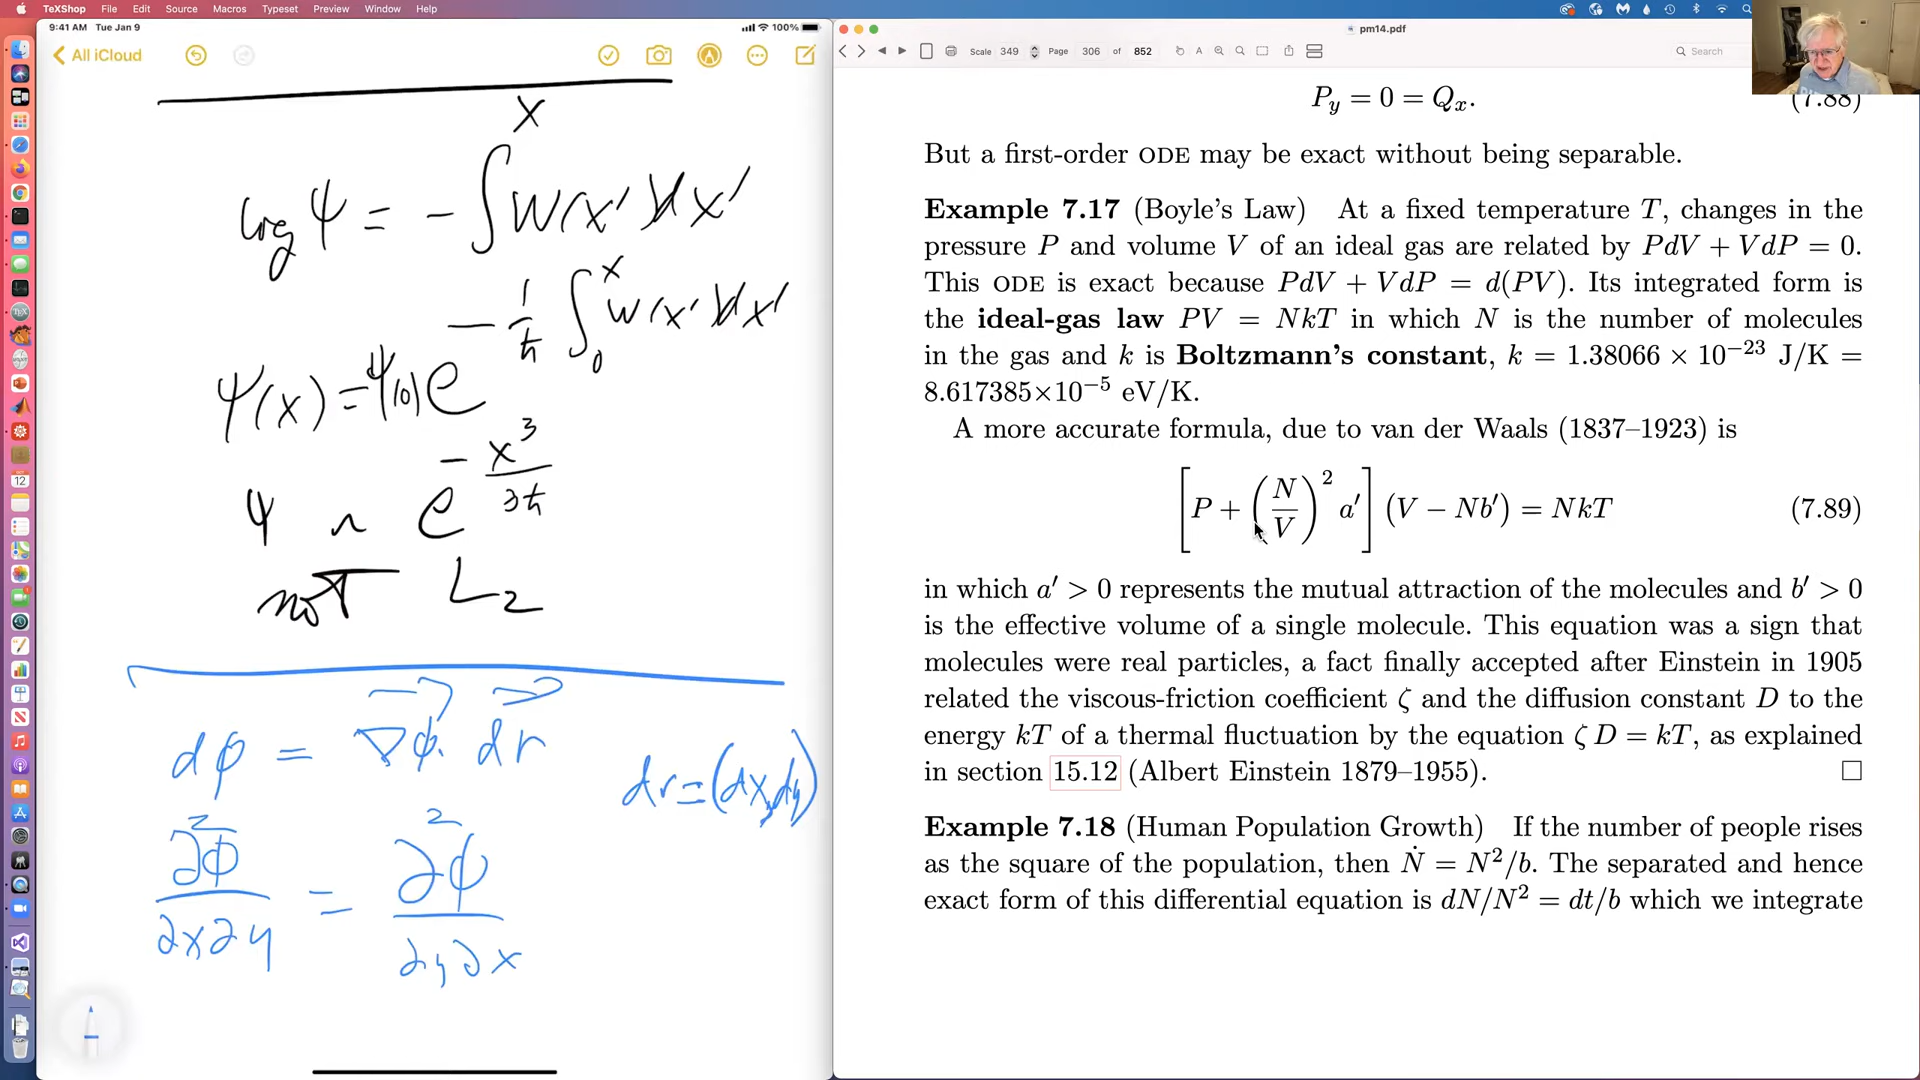 TeXShop File Edit Source Macros Typeset Preview Window Help
9:41 AM Tue Jan 9 100%
All iCloud
x
log ψ = - ∫ W(x')dx'
- 1/ħ ∫₀ˣ W(x')dx'
ψ(x) = ψ(0) e
ψ ~ e^{-x³/3ħ}
not L₂
dφ = ∇φ · dr
dr = (dx, dy)
∂²φ/∂x∂y = ∂²φ/∂y∂x
pm14.pdf
Scale 349 Page 306 of 852 Search
P_y = 0 = Q_x. (7.88)
But a first-order ODE may be exact without being separable.
Example 7.17 (Boyle's Law) At a fixed temperature T, changes in the
pressure P and volume V of an ideal gas are related by PdV + VdP = 0.
This ODE is exact because PdV + VdP = d(PV). Its integrated form is
the ideal-gas law PV = NkT in which N is the number of molecules
in the gas and k is Boltzmann's constant, k = 1.38066 × 10⁻²³ J/K =
8.617385×10⁻⁵ eV/K.
A more accurate formula, due to van der Waals (1837–1923) is
[P + (N/V)² a′] (V − Nb′) = NkT (7.89)
in which a′ > 0 represents the mutual attraction of the molecules and b′ > 0
is the effective volume of a single molecule. This equation was a sign that
molecules were real particles, a fact finally accepted after Einstein in 1905
related the viscous-friction coefficient ζ and the diffusion constant D to the
energy kT of a thermal fluctuation by the equation ζ D = kT, as explained
in section 15.12 (Albert Einstein 1879–1955). □
Example 7.18 (Human Population Growth) If the number of people rises
as the square of the population, then Ṅ = N²/b. The separated and hence
exact form of this differential equation is dN/N² = dt/b which we integrate